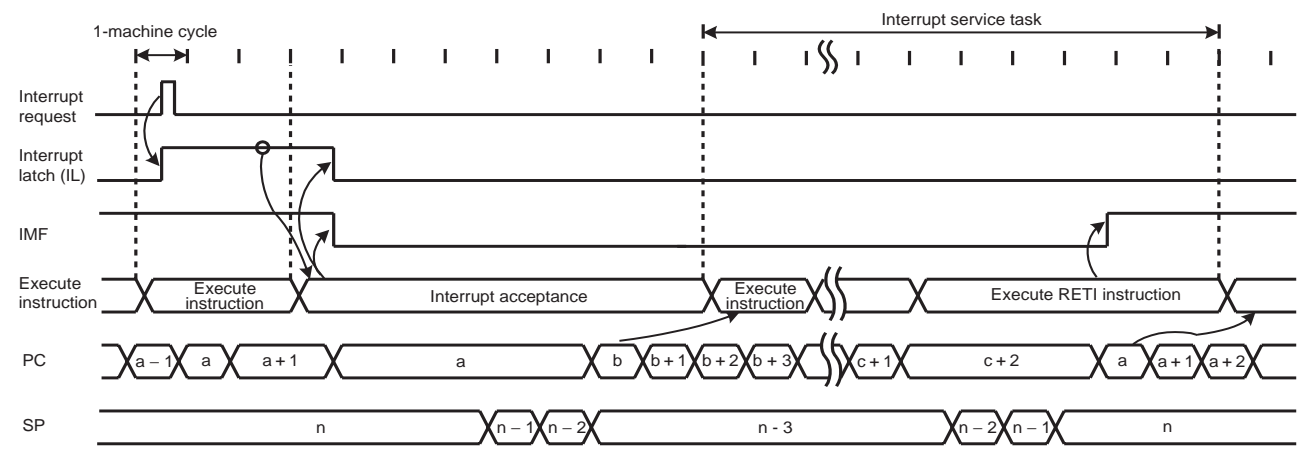 Interrupt service task
1-machine cycle
Interrupt
request
Interrupt
latch (IL)
IMF
Execute
instruction
Execute
instruction
Interrupt acceptance
Execute
instruction
Execute RETI instruction
PC
a − 1
a
a + 1
a
b
b + 1
b + 2
b + 3
c + 1
c + 2
a
a + 1
a + 2
SP
n
n − 1
n − 2
n - 3
n − 2
n − 1
n